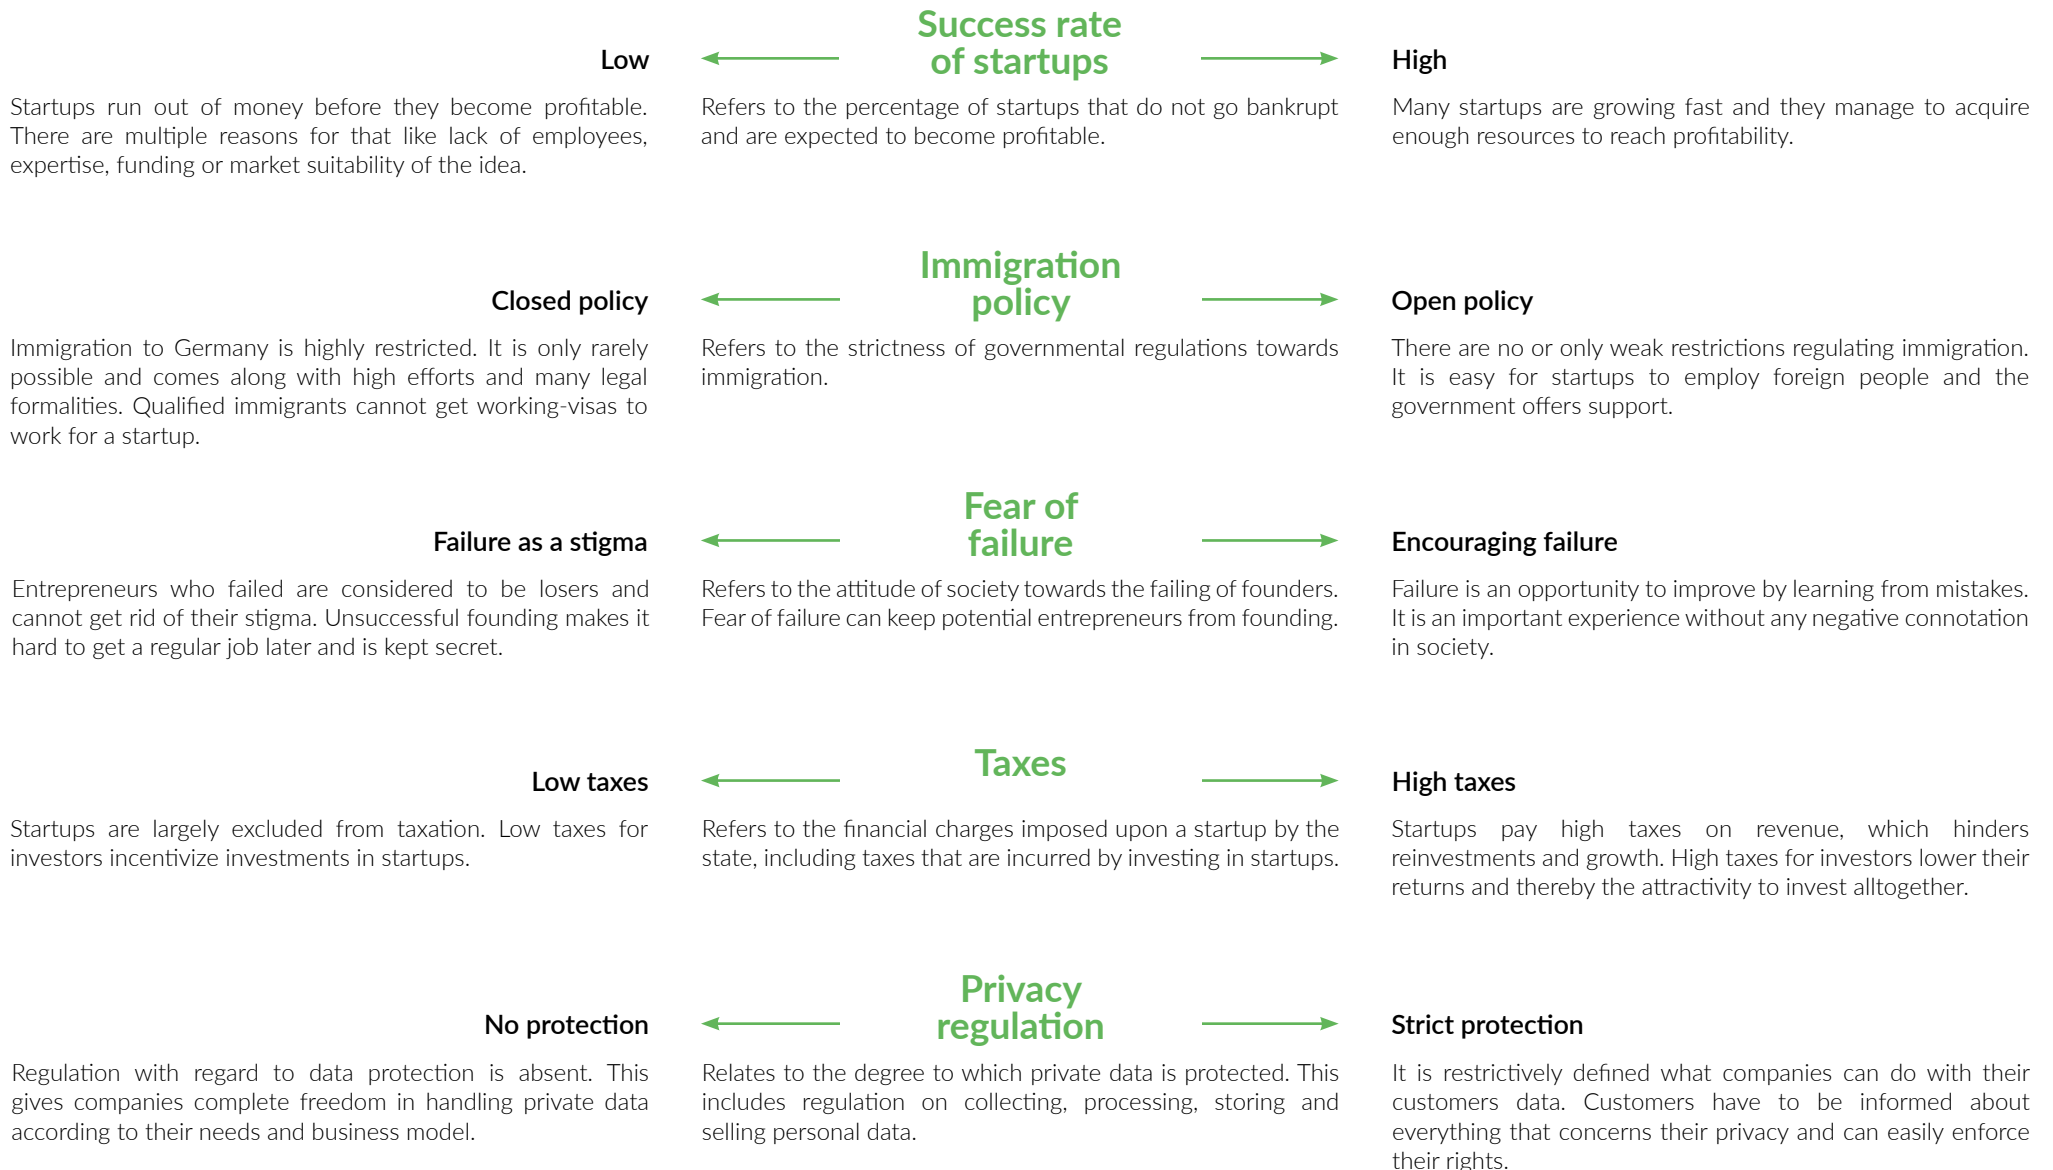 Success rate
of startups
Low
High
Startups run out of money before they become profitable.
There are multiple reasons for that like lack of employees,
expertise, funding or market suitability of the idea.
Refers to the percentage of startups that do not go bankrupt
and are expected to become profitable.
Many startups are growing fast and they manage to acquire
enough resources to reach profitability.
Immigration
policy
Closed policy
Open policy
Immigration to Germany is highly restricted. It is only rarely
possible and comes along with high efforts and many legal
formalities. Qualified immigrants cannot get working-visas to
work for a startup.
Refers to the strictness of governmental regulations towards
immigration.
There are no or only weak restrictions regulating immigration.
It is easy for startups to employ foreign people and the
government offers support.
Fear of
failure
Failure as a stigma
Encouraging failure
Entrepreneurs who failed are considered to be losers and
cannot get rid of their stigma. Unsuccessful founding makes it
hard to get a regular job later and is kept secret.
Refers to the attitude of society towards the failing of founders.
Fear of failure can keep potential entrepreneurs from founding.
Failure is an opportunity to improve by learning from mistakes.
It is an important experience without any negative connotation
in society.
Taxes
Low taxes
High taxes
Startups are largely excluded from taxation. Low taxes for
investors incentivize investments in startups.
Refers to the financial charges imposed upon a startup by the
state, including taxes that are incurred by investing in startups.
Startups pay high taxes on revenue, which hinders
reinvestments and growth. High taxes for investors lower their
returns and thereby the attractivity to invest alltogether.
Privacy
regulation
No protection
Strict protection
Regulation with regard to data protection is absent. This
gives companies complete freedom in handling private data
according to their needs and business model.
Relates to the degree to which private data is protected. This
includes regulation on collecting, processing, storing and
selling personal data.
It is restrictively defined what companies can do with their
customers data. Customers have to be informed about
everything that concerns their privacy and can easily enforce
their rights.